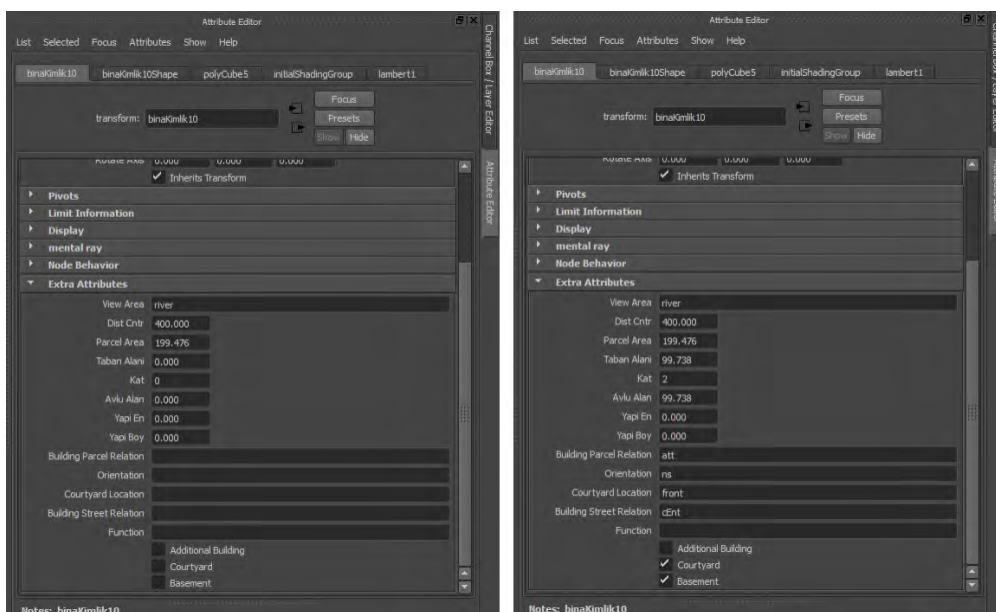 Attribute Editor
List Selected Focus Attributes Show Help
binaKimlik10 binaKimlik10Shape polyCube5 initialShadingGroup lambert1
Focus
transform: binaKimlik10
Presets
Show Hide
Rotate Axis 0.000 0.000 0.000
Inherits Transform
Pivots
Limit Information
Display
mental ray
Node Behavior
Extra Attributes
View Area river
Dist Cntr 400.000
Parcel Area 199.476
Taban Alani 0.000
Kat 0
Avlu Alan 0.000
Yapi En 0.000
Yapi Boy 0.000
Building Parcel Relation
Orientation
Courtyard Location
Building Street Relation
Function
Additional Building
Courtyard
Basement
Notes: binaKimlik10
Channel Box / Layer Editor
Attribute Editor
Attribute Editor
List Selected Focus Attributes Show Help
binaKimlik10 binaKimlik10Shape polyCube5 initialShadingGroup lambert1
Focus
transform: binaKimlik10
Presets
Show Hide
Rotate Axis 0.000 0.000 0.000
Inherits Transform
Pivots
Limit Information
Display
mental ray
Node Behavior
Extra Attributes
View Area river
Dist Cntr 400.000
Parcel Area 199.476
Taban Alani 99.738
Kat 2
Avlu Alan 99.738
Yapi En 0.000
Yapi Boy 0.000
Building Parcel Relation att
Orientation ns
Courtyard Location front
Building Street Relation cEnt
Function
Additional Building
Courtyard
Basement
Notes: binaKimlik10